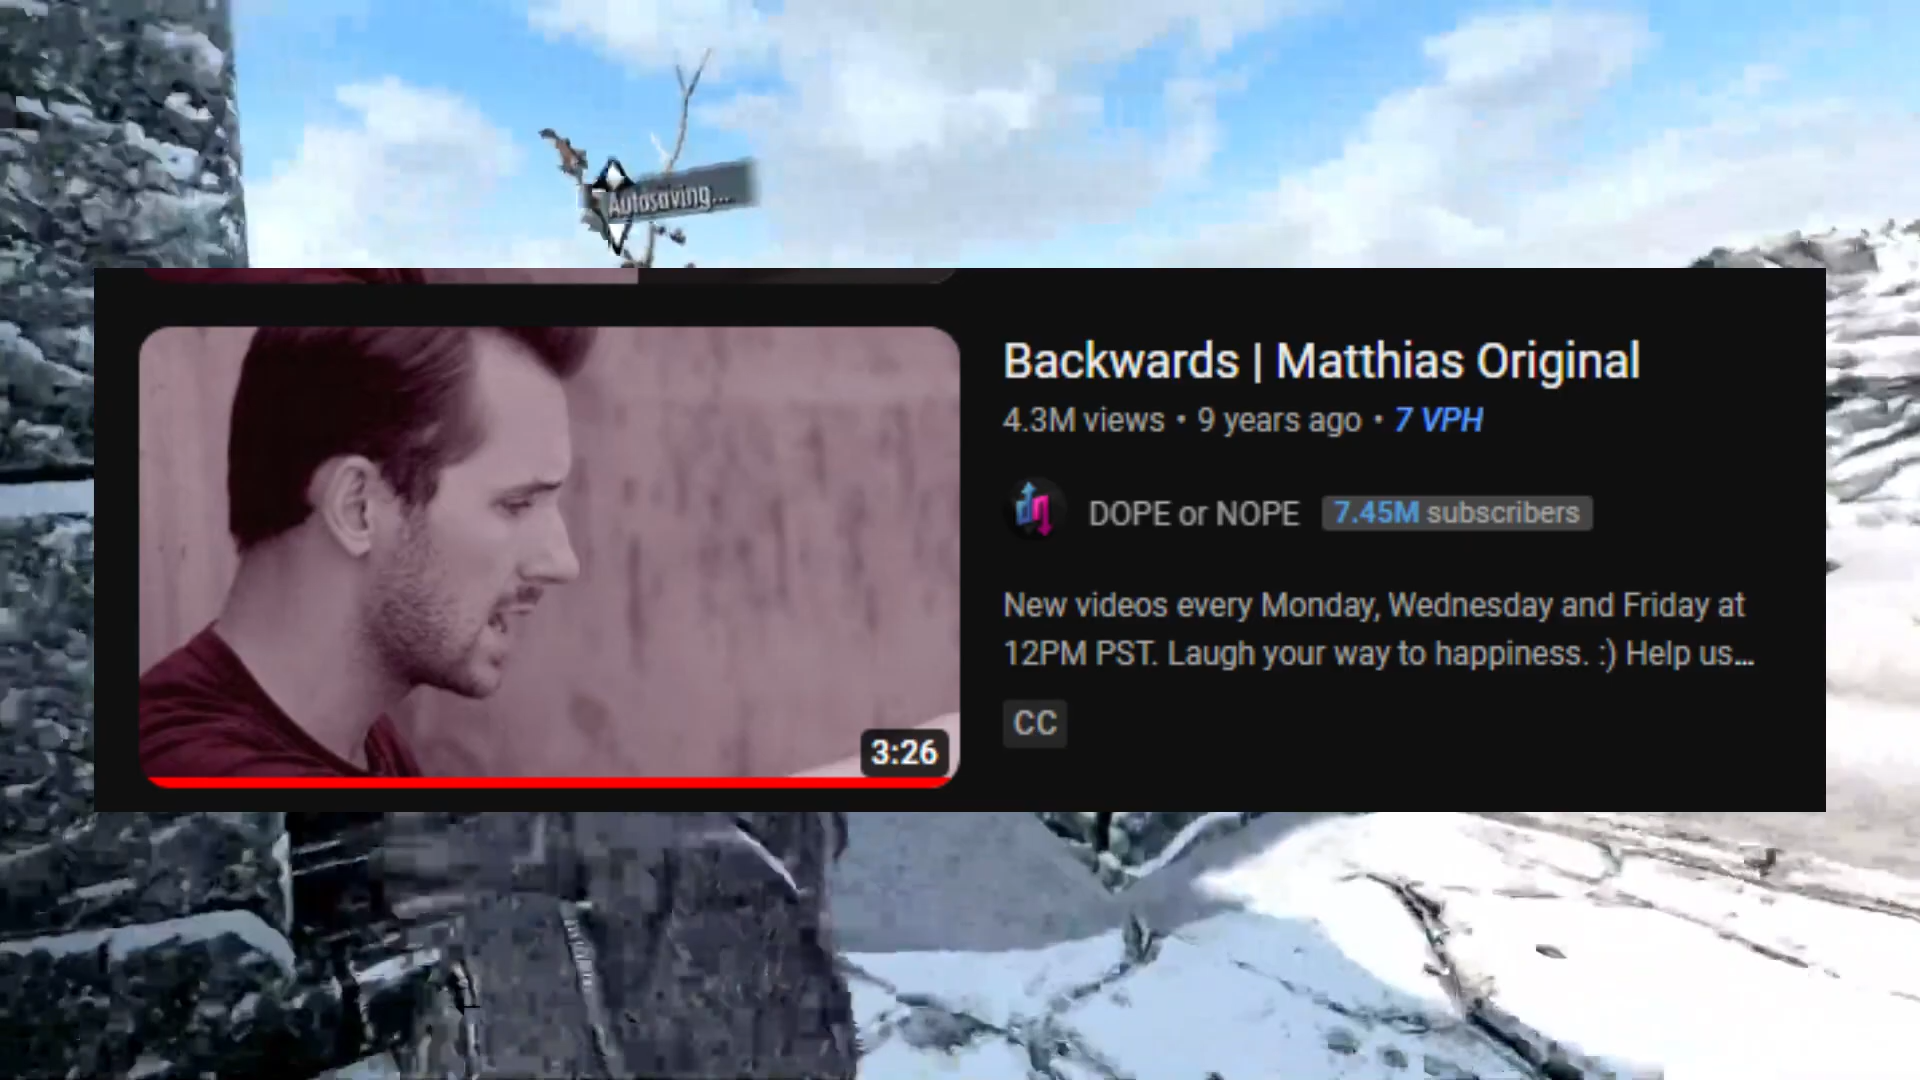 Autosaving...
Backwards | Matthias Original
4.3M views • 9 years ago • 7 VPH
DOPE or NOPE 7.45M subscribers
New videos every Monday, Wednesday and Friday at
12PM PST. Laugh your way to happiness. :) Help us...
CC
3:26